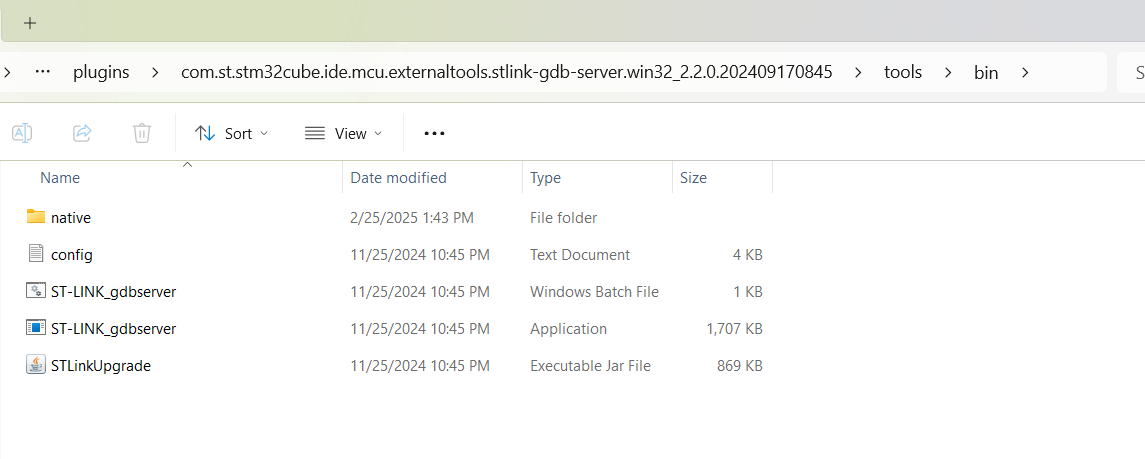 plugins com.st.stm32cube.ide.mcu.externaltools.stlink-gdb-server.win32_2.2.0.202409170845 tools bin S
Sort View
Name Date modified Type Size
native 2/25/2025 1:43 PM File folder
config 11/25/2024 10:45 PM Text Document 4 KB
ST-LINK_gdbserver 11/25/2024 10:45 PM Windows Batch File 1 KB
ST-LINK_gdbserver 11/25/2024 10:45 PM Application 1,707 KB
STLinkUpgrade 11/25/2024 10:45 PM Executable Jar File 869 KB